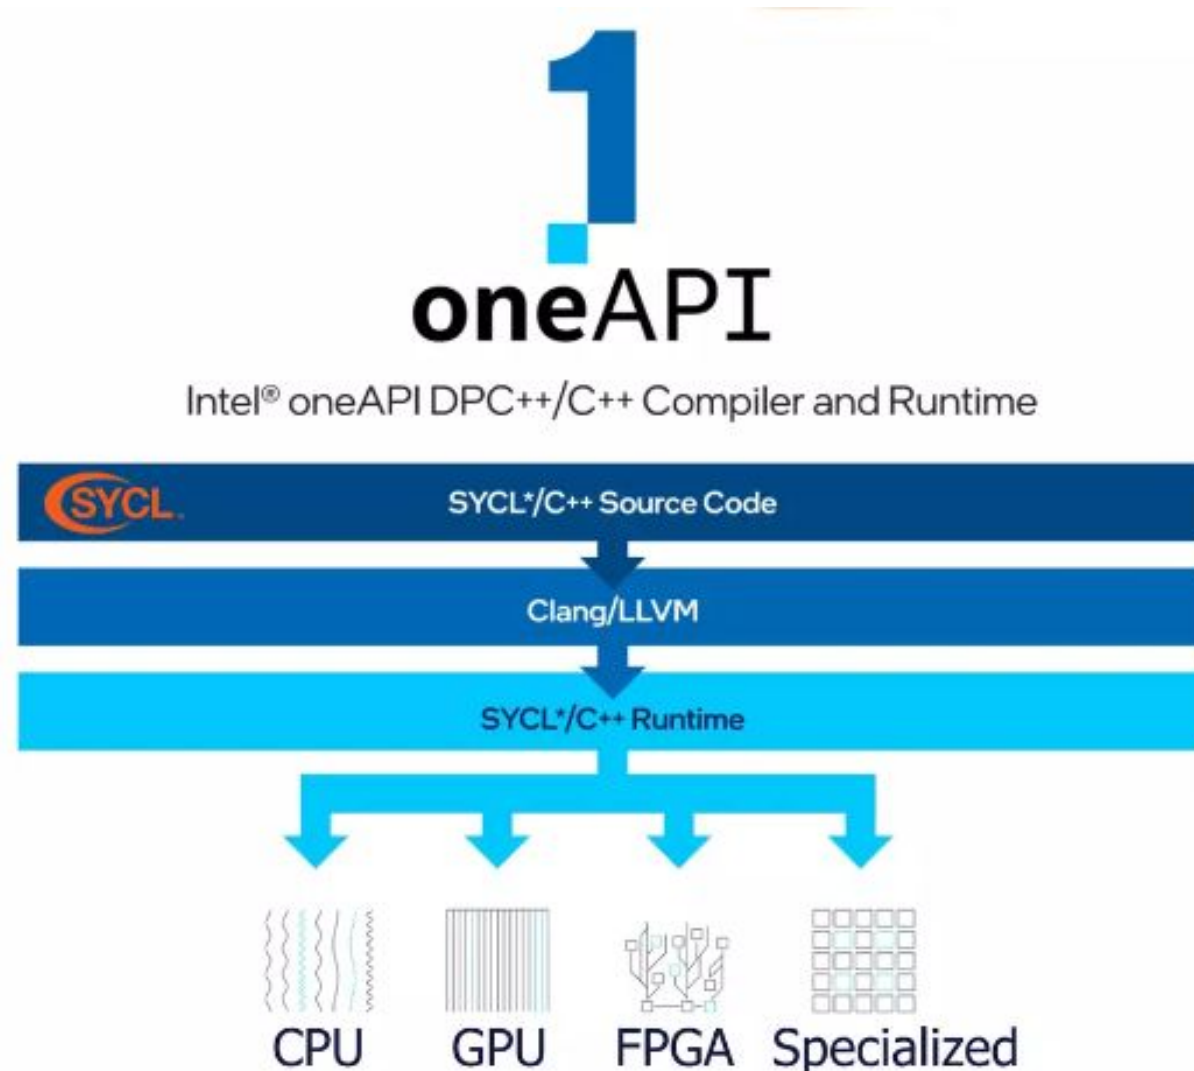 1
oneAPI
Intel® oneAPI DPC++/C++ Compiler and Runtime
SYCL™
SYCL*/C++ Source Code
Clang/LLVM
SYCL*/C++ Runtime
CPU
GPU
FPGA
Specialized